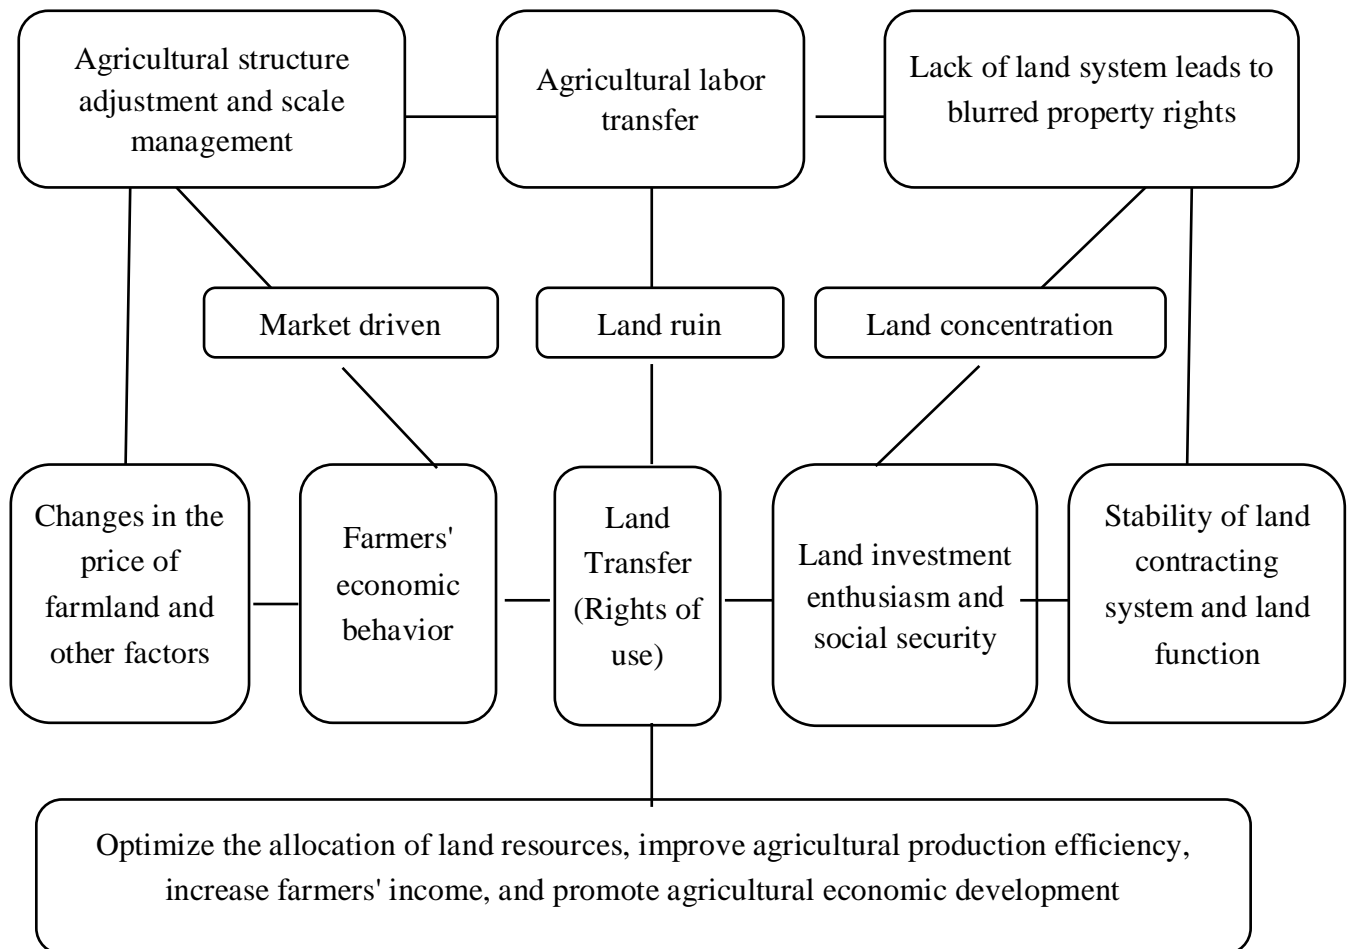 Agricultural structure
adjustment and scale
management
Agricultural labor
transfer
Lack of land system leads to
blurred property rights
Market driven
Land ruin
Land concentration
Changes in the
price of
farmland and
other factors
Farmers'
economic
behavior
Land
Transfer
(Rights of
use)
Land investment
enthusiasm and
social security
Stability of land
contracting
system and land
function
Optimize the allocation of land resources, improve agricultural production efficiency,
increase farmers' income, and promote agricultural economic development